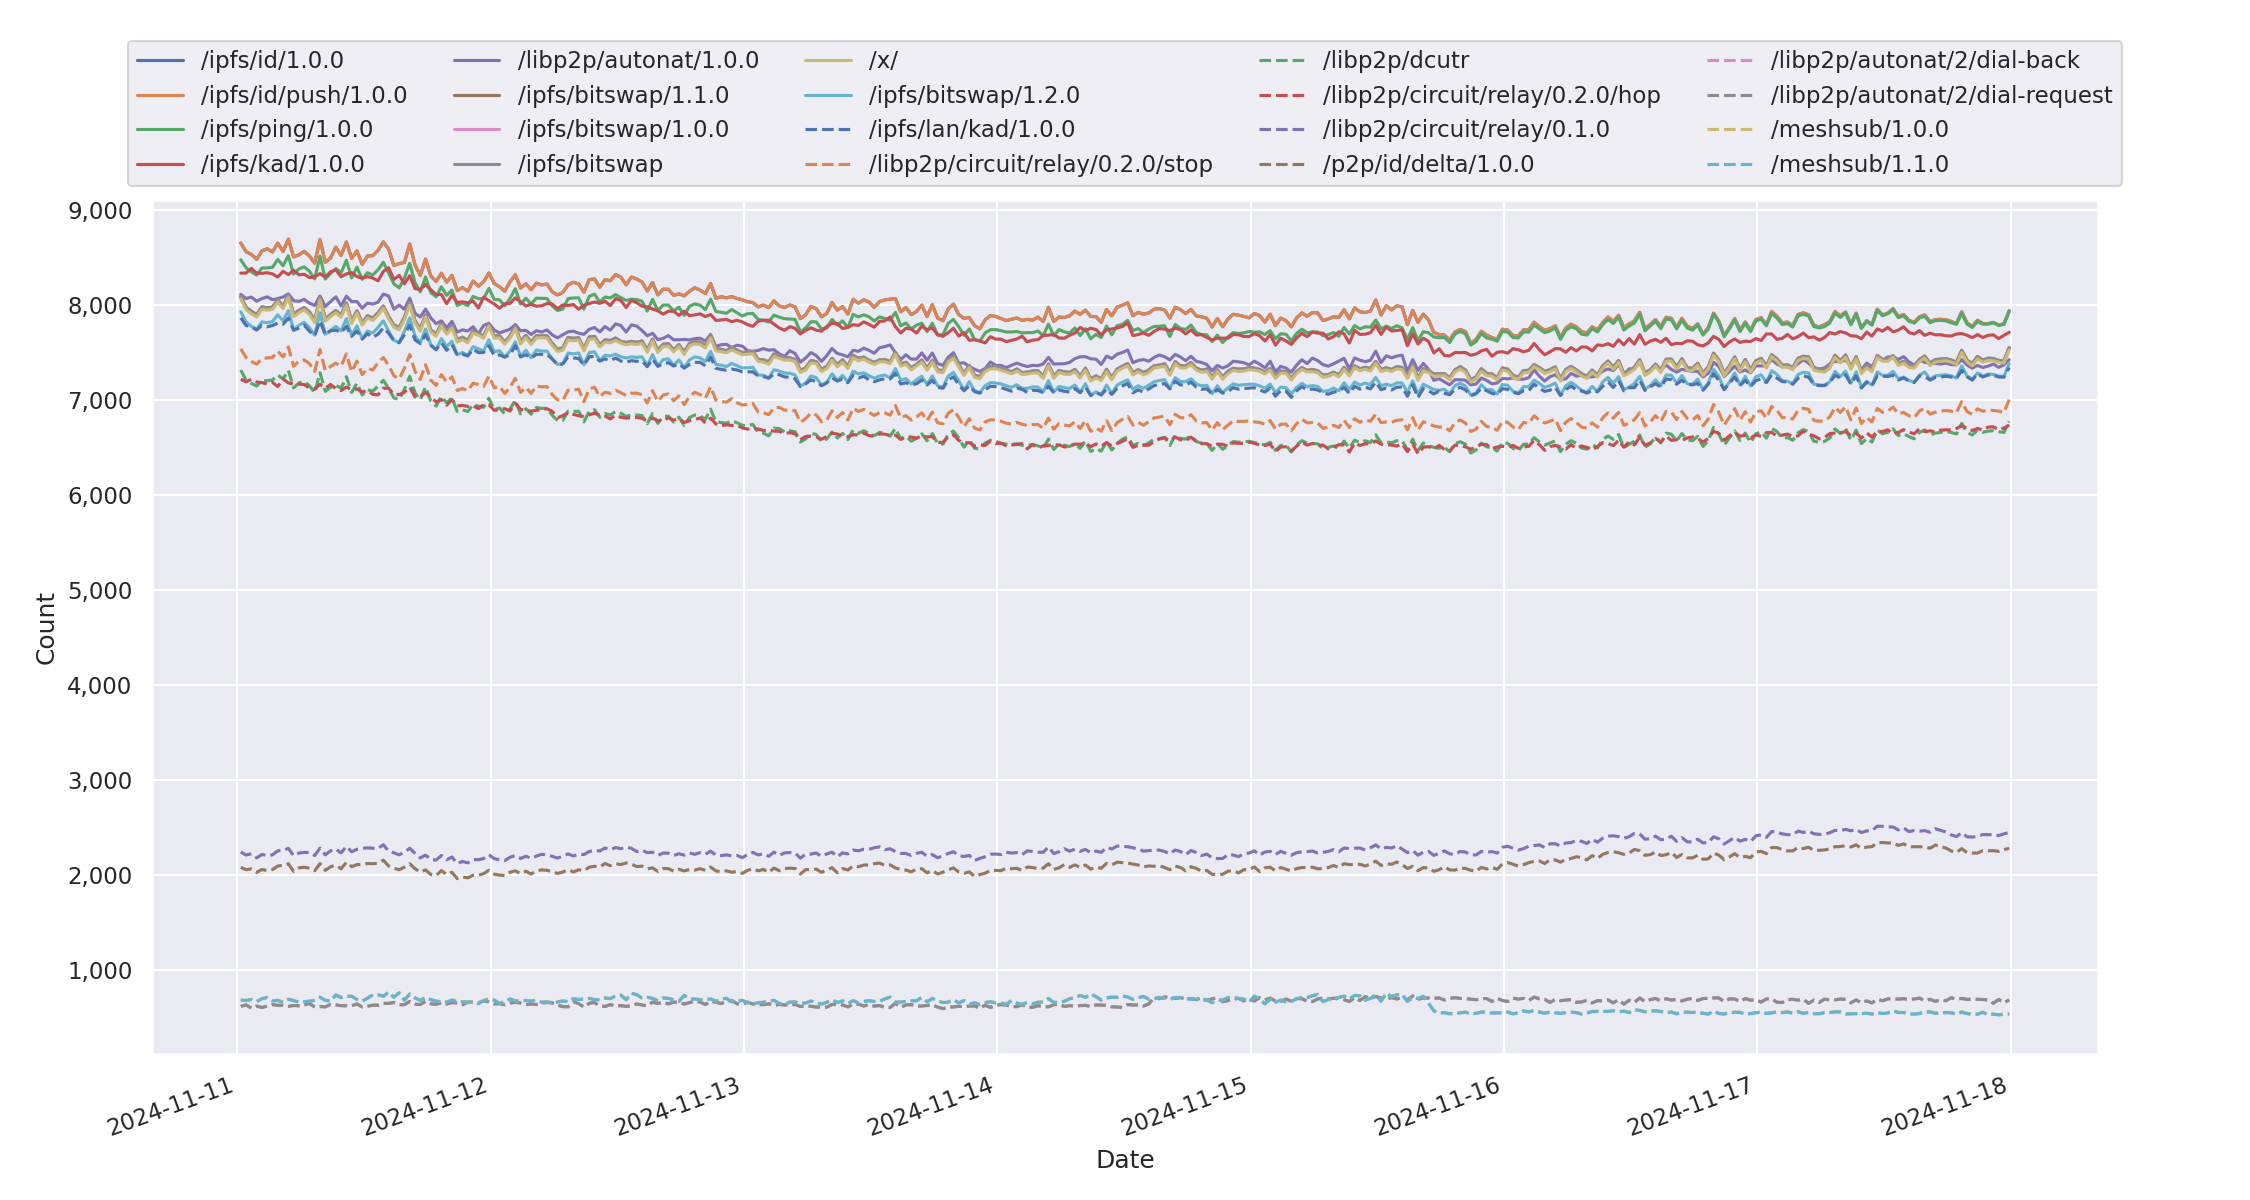 /ipfs/id/1.0.0
/ipfs/id/push/1.0.0
/ipfs/ping/1.0.0
/ipfs/kad/1.0.0
/libp2p/autonat/1.0.0
/ipfs/bitswap/1.1.0
/ipfs/bitswap/1.0.0
/ipfs/bitswap
/x/
/ipfs/bitswap/1.2.0
/ipfs/lan/kad/1.0.0
/libp2p/circuit/relay/0.2.0/stop
/libp2p/dcutr
/libp2p/circuit/relay/0.2.0/hop
/libp2p/circuit/relay/0.1.0
/p2p/id/delta/1.0.0
/libp2p/autonat/2/dial-back
/libp2p/autonat/2/dial-request
/meshsub/1.0.0
/meshsub/1.1.0
9,000
8,000
7,000
6,000
5,000
4,000
3,000
2,000
1,000
Count
2024-11-11
2024-11-12
2024-11-13
2024-11-14
2024-11-15
2024-11-16
2024-11-17
2024-11-18
Date